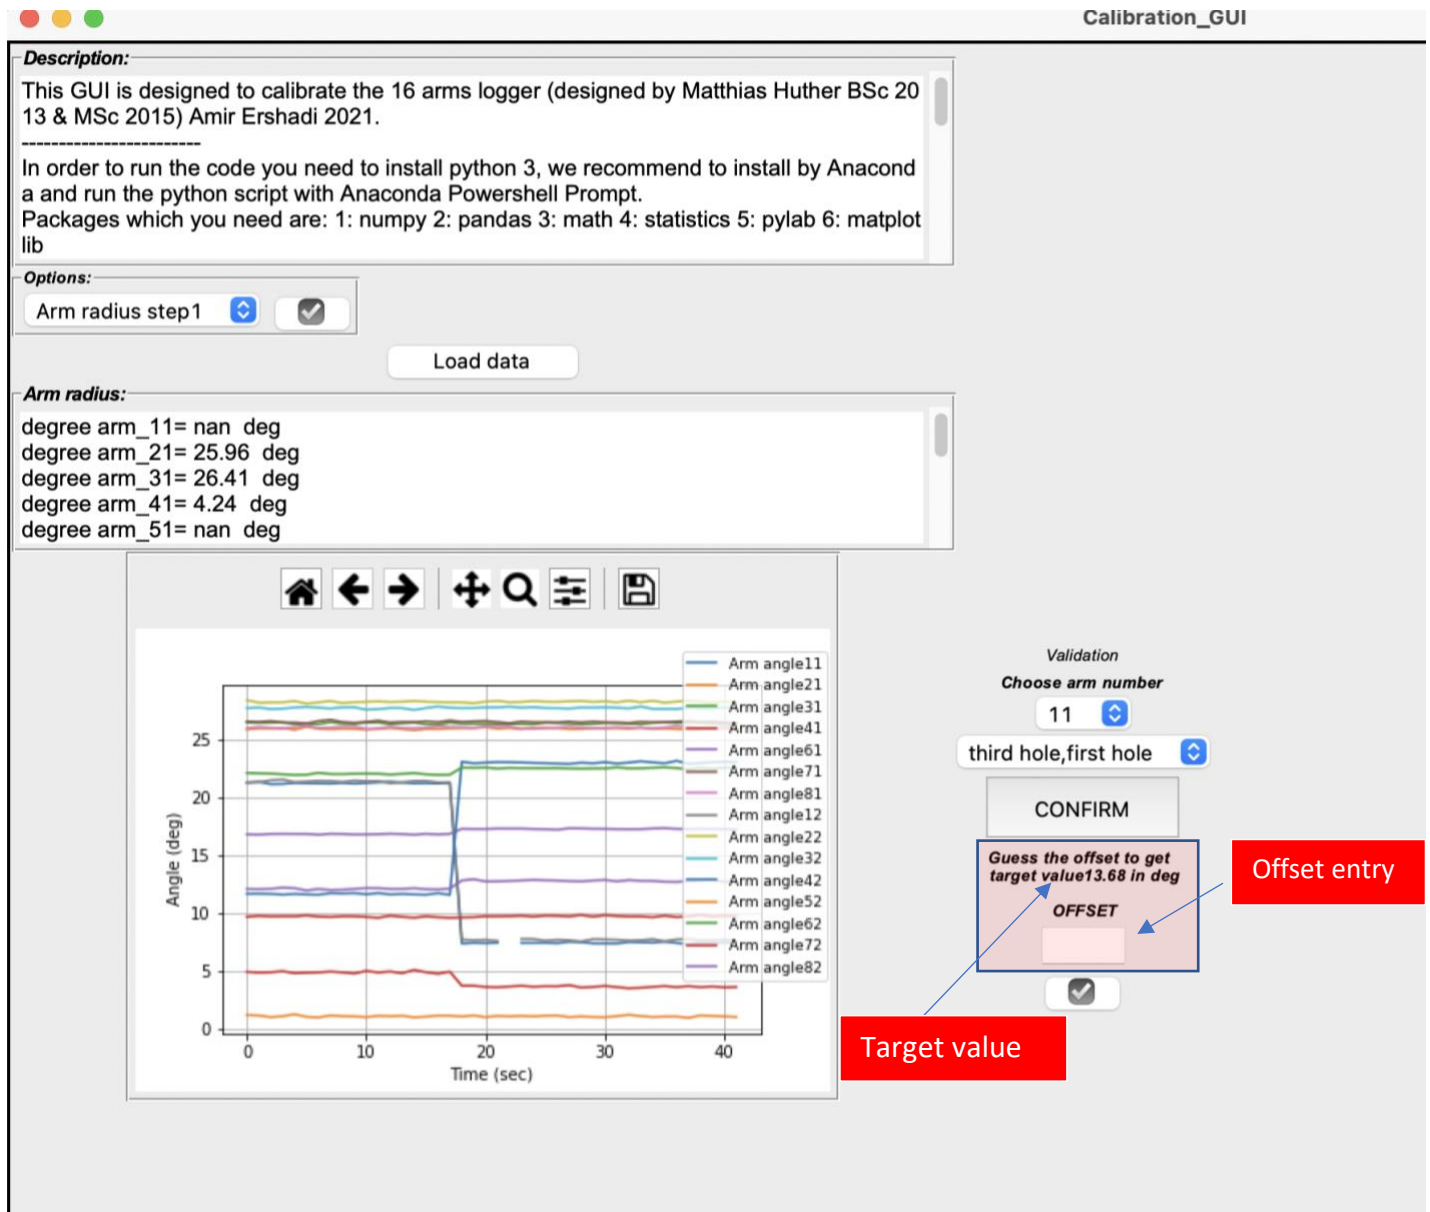 Calibration_GUI
Description:
This GUI is designed to calibrate the 16 arms logger (designed by Matthias Huther BSc 20
13 & MSc 2015) Amir Ershadi 2021.
------------------------
In order to run the code you need to install python 3, we recommend to install by Anacond
a and run the python script with Anaconda Powershell Prompt.
Packages which you need are: 1: numpy 2: pandas 3: math 4: statistics 5: pylab 6: matplot
lib
Options:
Arm radius step1
Load data
Arm radius:
degree arm_11= nan  deg
degree arm_21= 25.96  deg
degree arm_31= 26.41  deg
degree arm_41= 4.24  deg
degree arm_51= nan  deg
Arm angle11
Arm angle21
Arm angle31
Arm angle41
Arm angle61
Arm angle71
Arm angle81
Arm angle12
Arm angle22
Arm angle32
Arm angle42
Arm angle52
Arm angle62
Arm angle72
Arm angle82
25
20
15
10
5
0
Angle (deg)
0 10 20 30 40
Time (sec)
Validation
Choose arm number
11
third hole,first hole
CONFIRM
Guess the offset to get
target value13.68 in deg
OFFSET
Offset entry
Target value